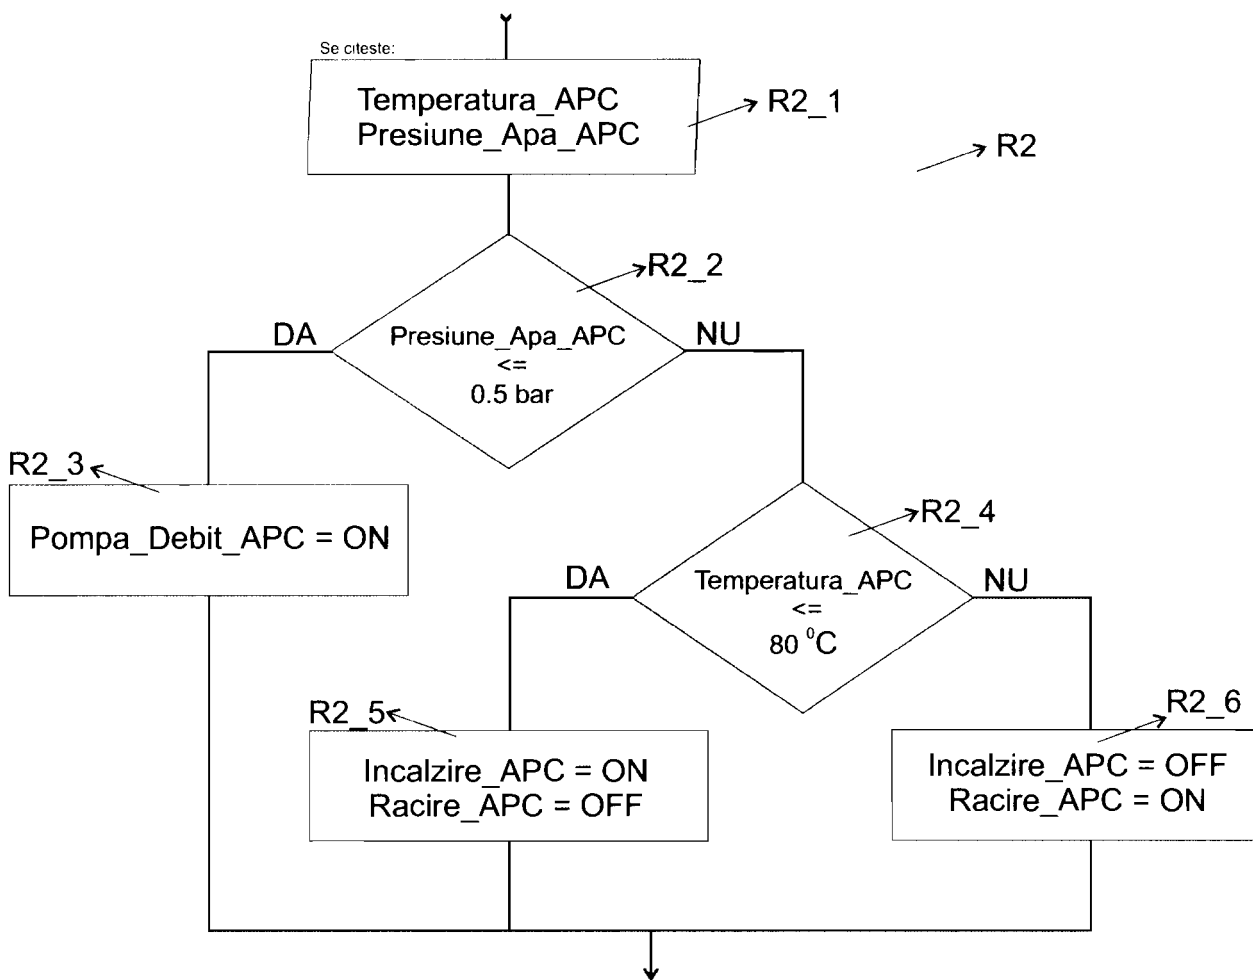 Se citeste:
Temperatura_APC
Presiune_Apa_APC
R2_1
R2
R2_2
DA
Presiune_Apa_APC
<=
0.5 bar
NU
R2_3
Pompa_Debit_APC = ON
R2_4
DA
Temperatura_APC
<=
80 ⁰C
NU
R2_5
Incalzire_APC = ON
Racire_APC = OFF
R2_6
Incalzire_APC = OFF
Racire_APC = ON